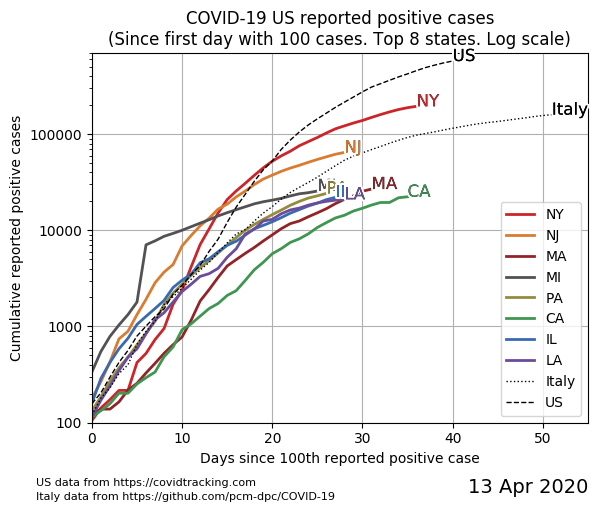 COVID-19 US reported positive cases
(Since first day with 100 cases. Top 8 states. Log scale)
Cumulative reported positive cases
100000
10000
1000
100
0
10
20
30
40
50
Days since 100th reported positive case
US
Italy
NY
NJ
MI
PA
IL
LA
MA
CA
NY
NJ
MA
MI
PA
CA
IL
LA
Italy
US
US data from https://covidtracking.com
Italy data from https://github.com/pcm-dpc/COVID-19
13 Apr 2020